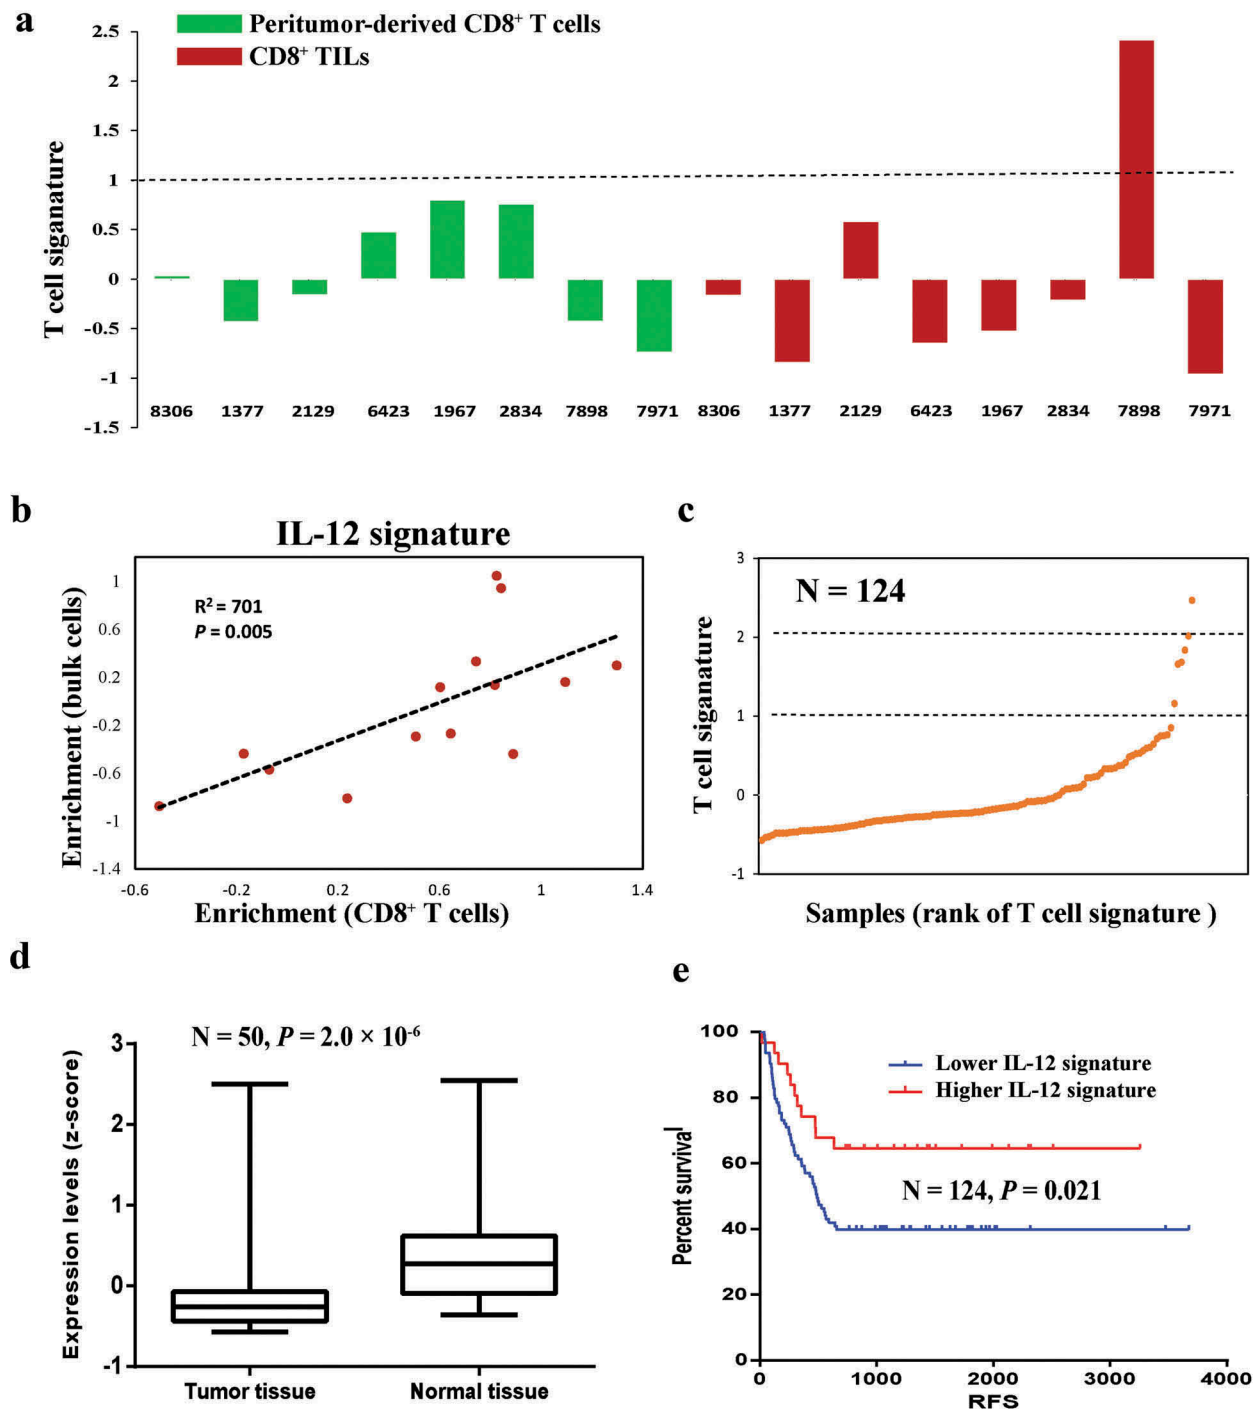 a
Peritumor-derived CD8⁺ T cells
CD8⁺ TILs
T cell siganature
2.5
2
1.5
1
0.5
0
-0.5
-1
-1.5
8306 1377 2129 6423 1967 2834 7898 7971 8306 1377 2129 6423 1967 2834 7898 7971
b
IL-12 signature
R² = 701
P = 0.005
Enrichment (bulk cells)
1
0.6
0.2
-0.2
-0.6
-1
-1.4
-0.6 -0.2 0.2 0.6 1 1.4
Enrichment (CD8⁺ T cells)
c
N = 124
T cell siganature
3
2
1
0
-1
Samples (rank of T cell signature )
d
N = 50, P = 2.0 × 10⁻⁶
Expression levels (z-score)
3
2
1
0
-1
Tumor tissue Normal tissue
e
Lower IL-12 signature
Higher IL-12 signature
N = 124, P = 0.021
Percent survival
100
80
60
40
20
0
0 1000 2000 3000 4000
RFS